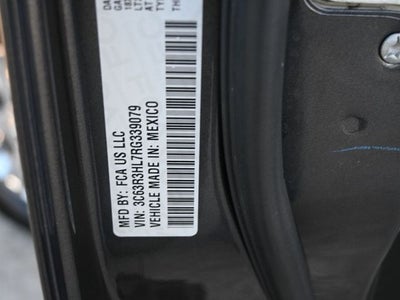 MFD BY: FCA US LLC
VIN: 3C63R3HL7RG339079
VEHICLE MADE IN: MEXICO